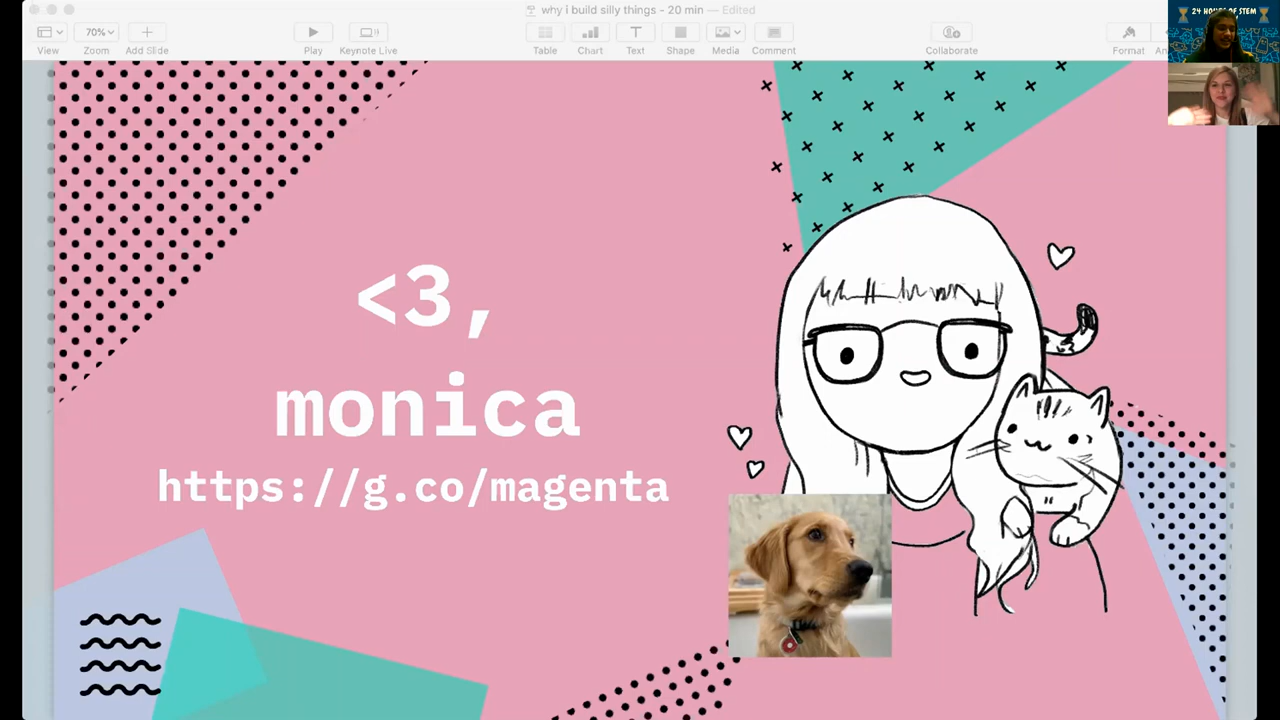 why i build silly things - 20 min — Edited
70%
View
Zoom
Add Slide
Play
Keynote Live
Table
Chart
Text
Shape
Media
Comment
Collaborate
Format
24 HOURS OF STEM
<3,
monica
https://g.co/magenta